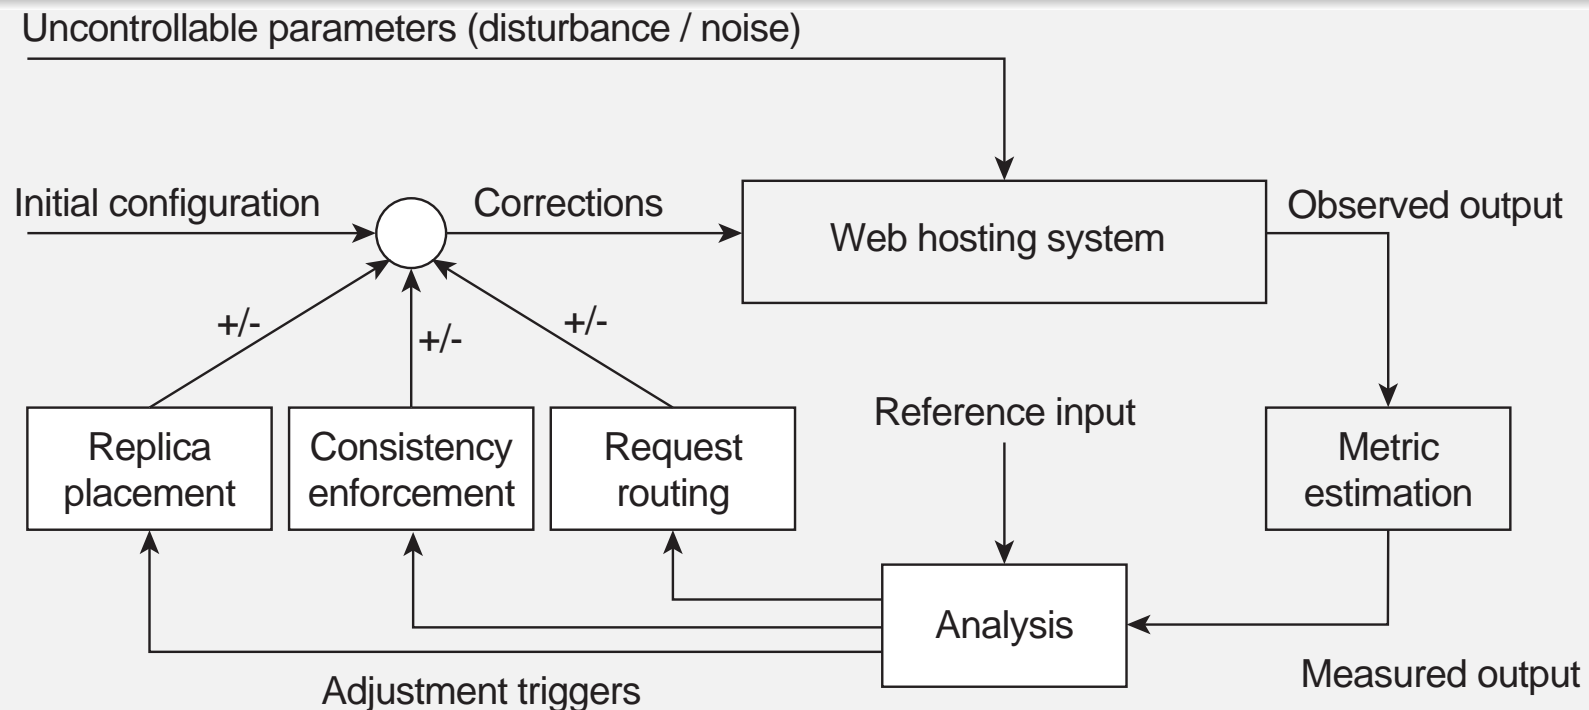 Uncontrollable parameters (disturbance / noise)
Initial configuration
Corrections
Web hosting system
Observed output
+/-
+/-
+/-
Reference input
Replica
placement
Consistency
enforcement
Request
routing
Metric
estimation
Analysis
Adjustment triggers
Measured output